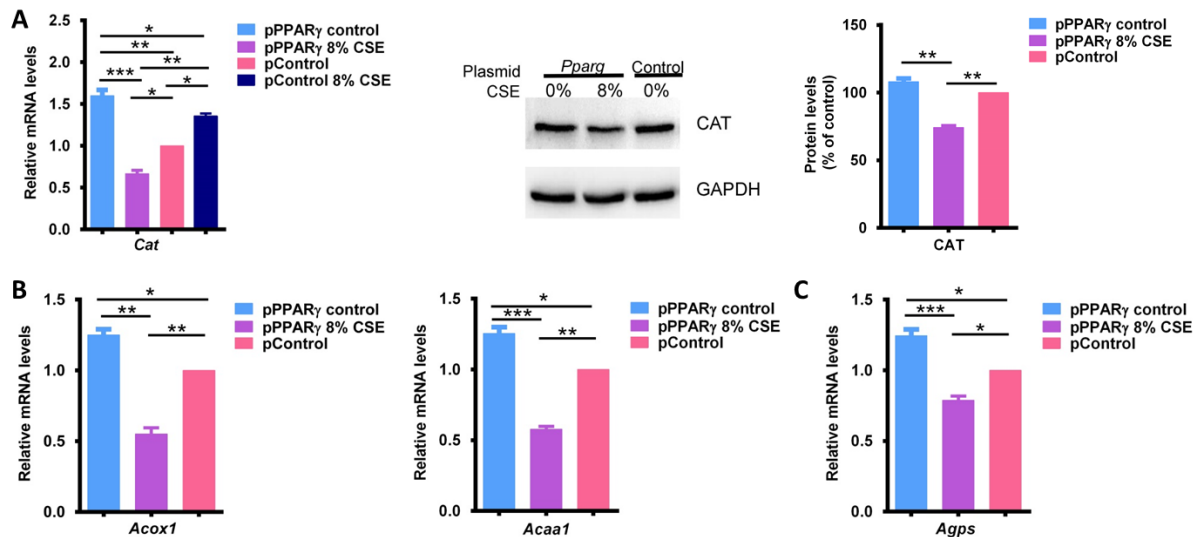 A
Relative mRNA levels
2.5
2.0
1.5
1.0
0.5
0.0
*
**
**
***
*
*
Cat
pPPARγ control
pPPARγ 8% CSE
pControl
pControl 8% CSE
Plasmid Pparg Control
CSE 0% 8% 0%
CAT
GAPDH
Protein levels
(% of control)
150
100
50
0
**
**
CAT
pPPARγ control
pPPARγ 8% CSE
pControl
B
Relative mRNA levels
1.5
1.0
0.5
0.0
*
**
**
Acox1
pPPARγ control
pPPARγ 8% CSE
pControl
Relative mRNA levels
1.5
1.0
0.5
0.0
*
***
**
Acaa1
pPPARγ control
pPPARγ 8% CSE
pControl
C
Relative mRNA levels
1.5
1.0
0.5
0.0
*
***
*
Agps
pPPARγ control
pPPARγ 8% CSE
pControl